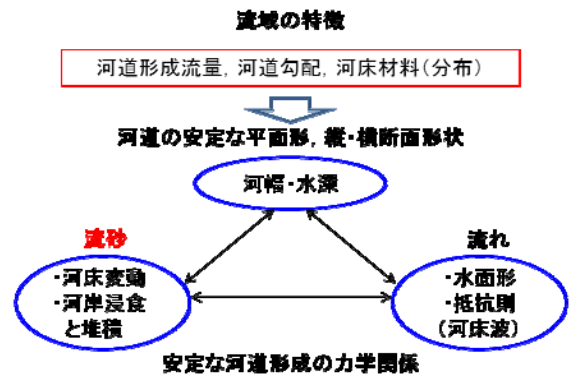 流域の特徴
河道形成流量, 河道勾配, 河床材料(分布)
河道の安定な平面形, 縦・横断面形状
河幅・水深
流砂
・河床変動
・河岸浸食
と堆積
流れ
・水面形
・抵抗則
(河床波)
安定な河道形成の力学関係